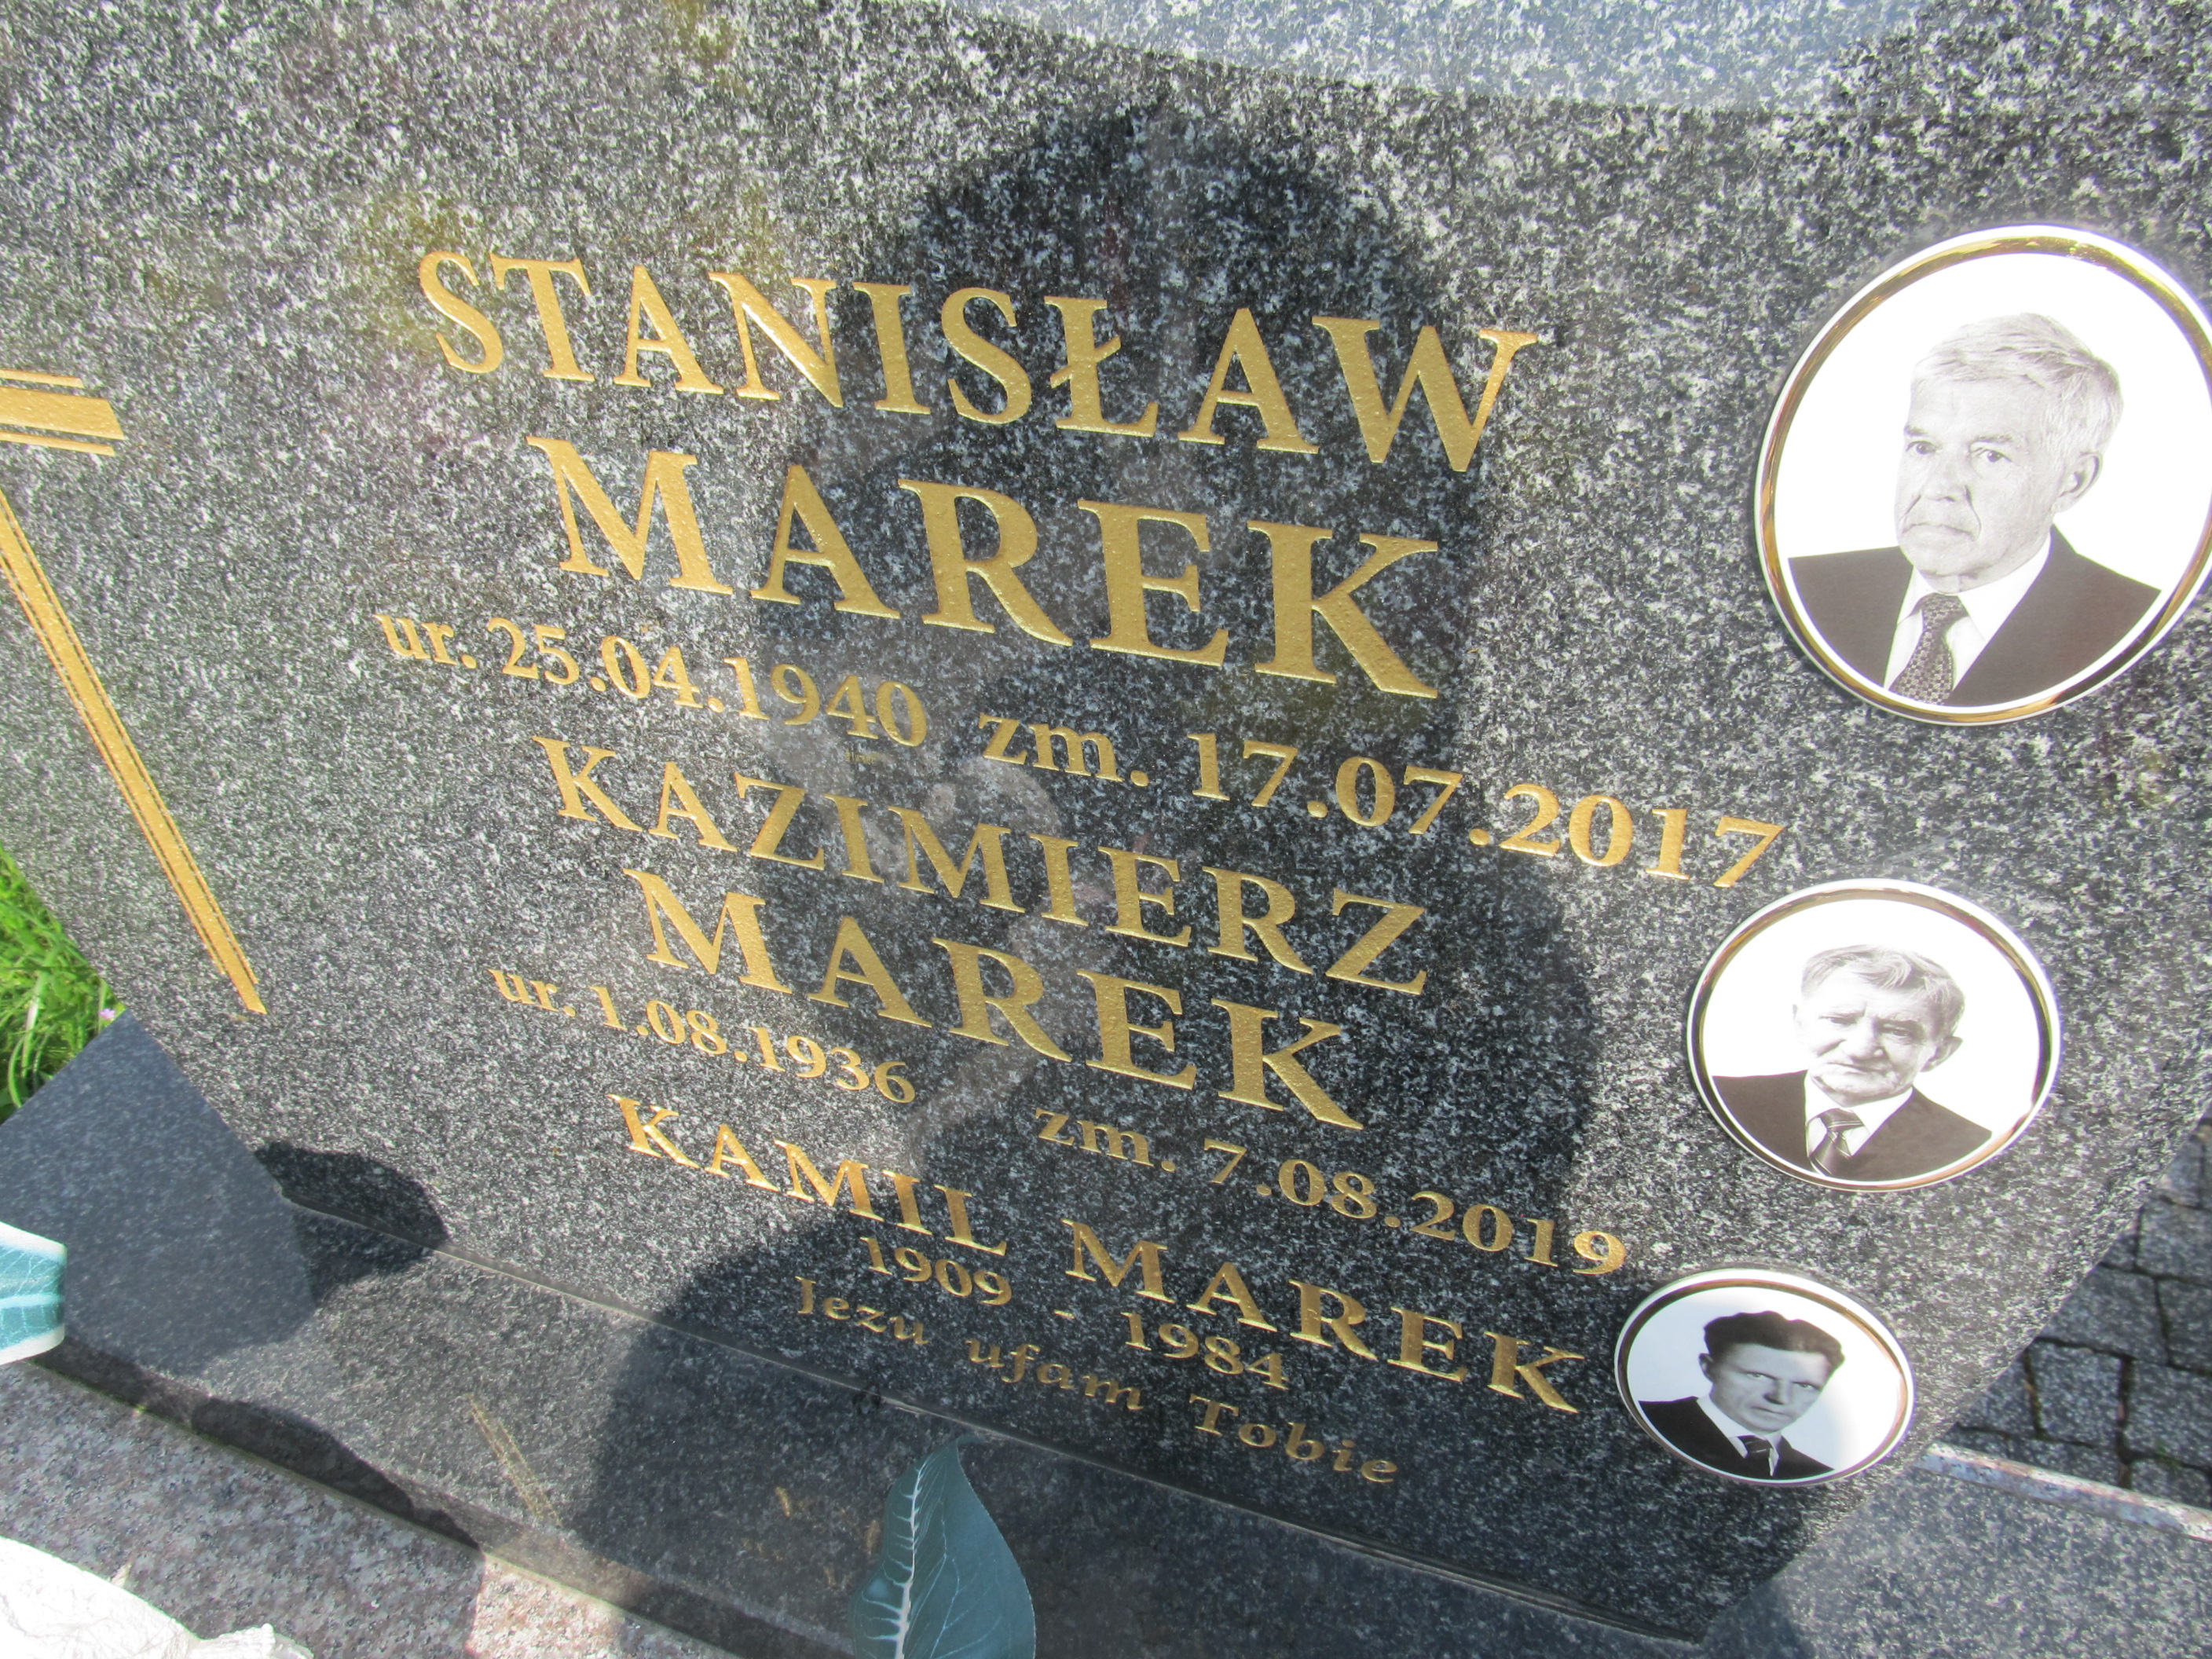 STANISŁAW
MAREK
ur. 25.04.1940 zm. 17.07.2017
KAZIMIERZ
MAREK
ur. 1.08.1936 zm. 7.08.2019
KAMIL MAREK
1909 - 1984
Jezu ufam Tobie